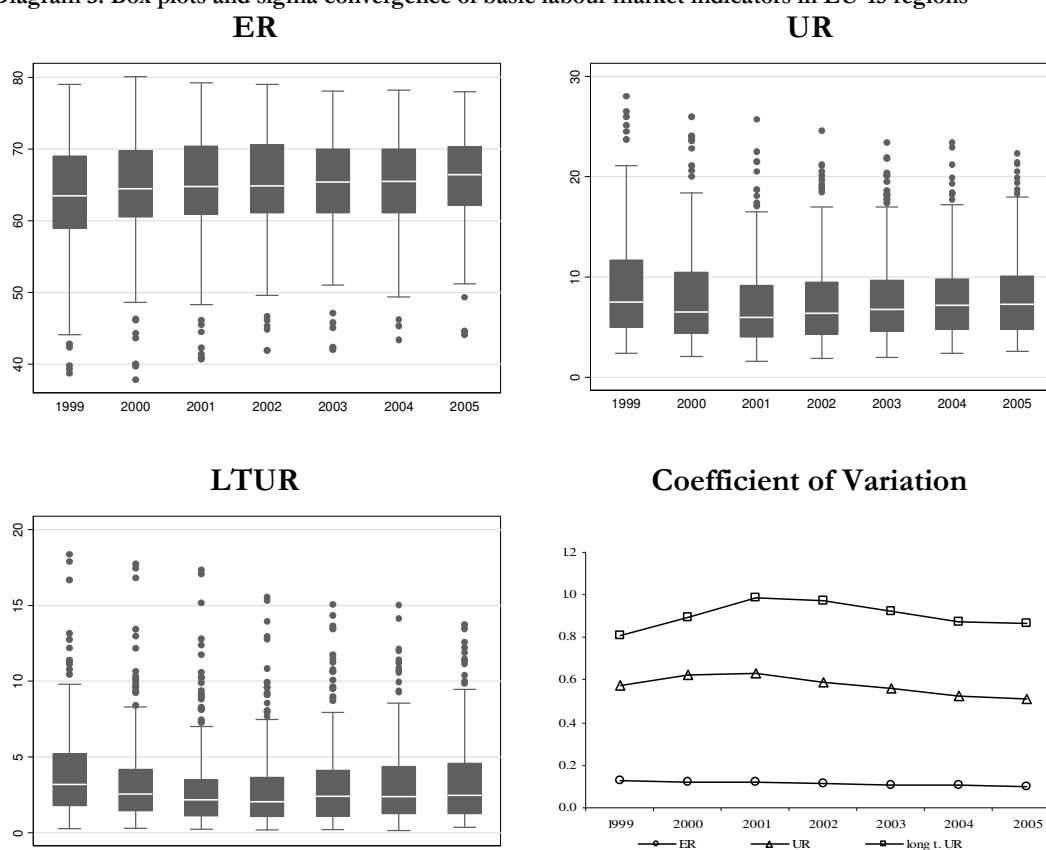 Diagram 3. Box plots and sigma convergence of basic labour market indicators in EU-15 regions
ER
UR
80
70
60
50
40
1999 2000 2001 2002 2003 2004 2005
30
20
10
0
1999 2000 2001 2002 2003 2004 2005
LTUR
Coefficient of Variation
20
15
10
5
0
1.2
1.0
0.8
0.6
0.4
0.2
0.0
1999 2000 2001 2002 2003 2004 2005
ER UR long t. UR